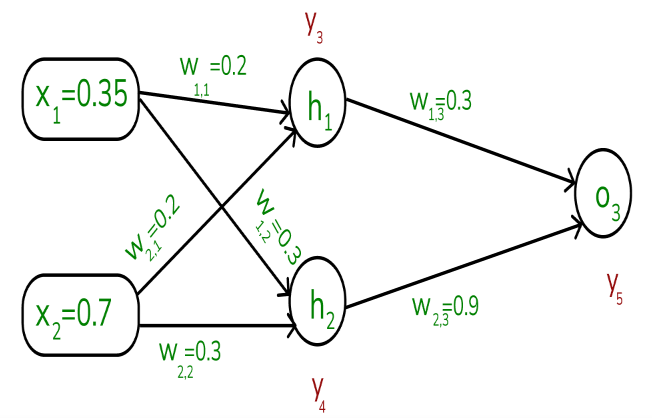 y₃
w₁,₁=0.2
x₁=0.35
h₁
w₁,₃=0.3
w₂,₁=0.2
w₁,₂=0.3
o₃
x₂=0.7
h₂
y₅
w₂,₃=0.9
w₂,₂=0.3
y₄